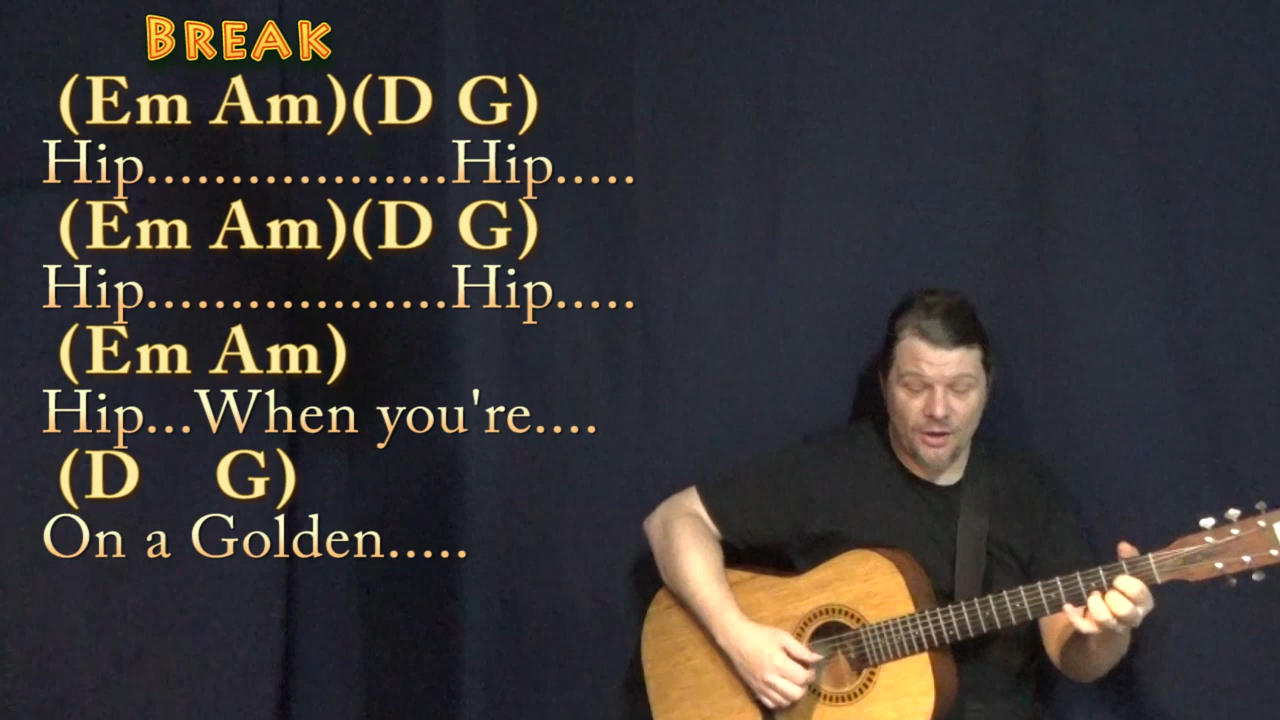 BREAK
(Em Am)(D G)
Hip..................Hip.....
(Em Am)(D G)
Hip..................Hip.....
(Em Am)
Hip...When you're....
(D G)
On a Golden.....